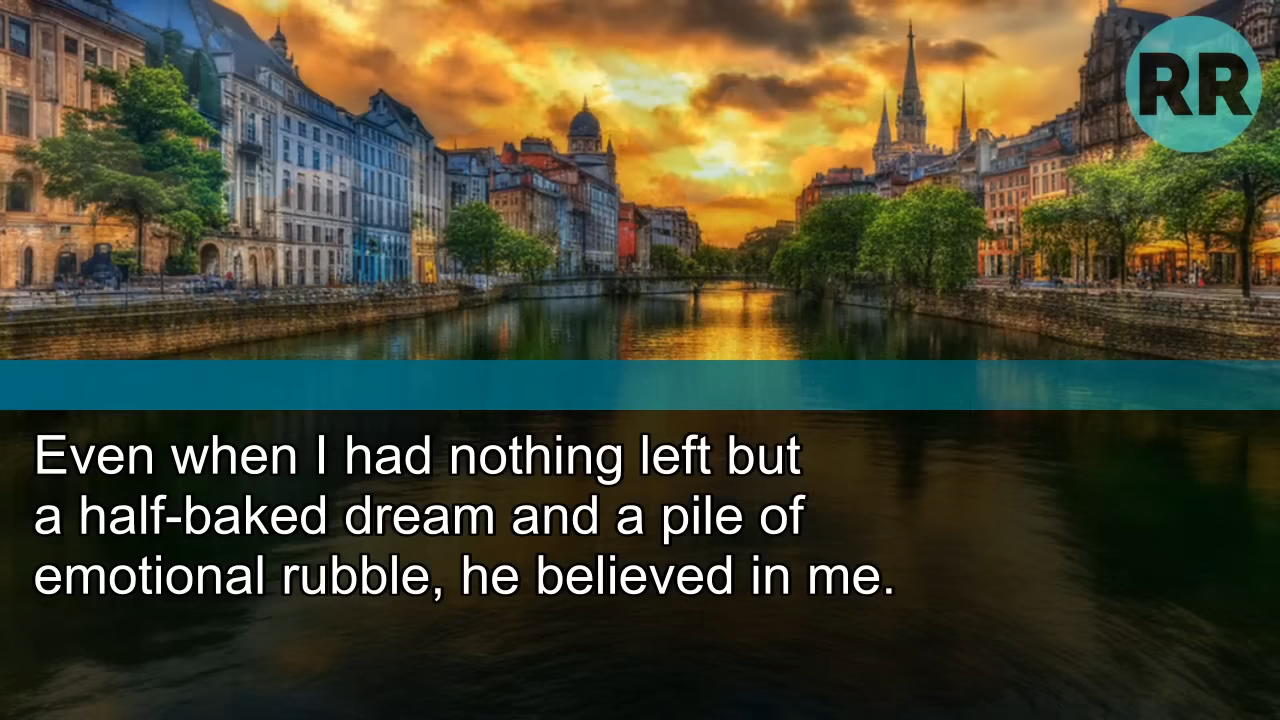 RR
Even when I had nothing left but
a half-baked dream and a pile of
emotional rubble, he believed in me.